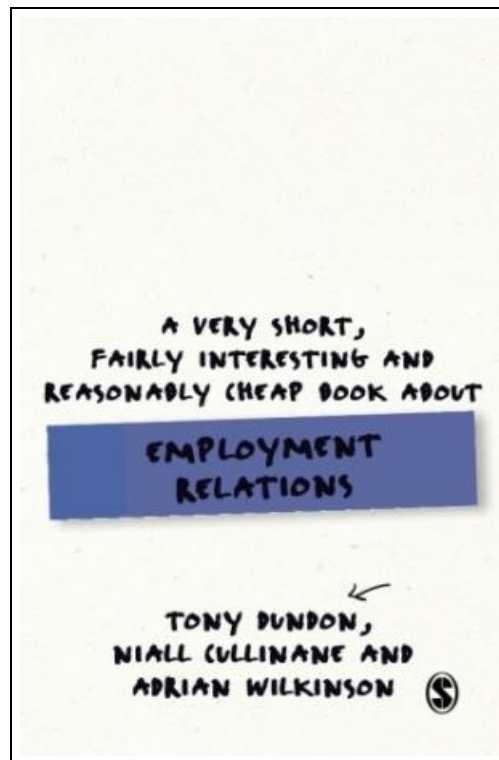 A VERY SHORT,
FAIRLY INTERESTING AND
REASONABLY CHEAP BOOK ABOUT
EMPLOYMENT
RELATIONS
TONY DUNDON,
NIALL CULLINANE AND
ADRIAN WILKINSON
S